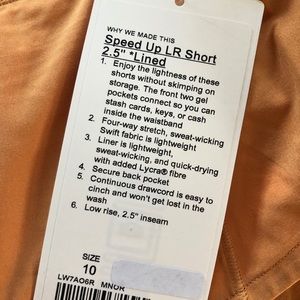 WHY WE MADE THIS
Speed Up LR Short
2.5" *Lined
1. Enjoy the lightness of these
shorts without skimping on
storage. The front two gel
pockets connect so you can
stash cards, keys, or cash
inside the waistband
2. Four-way stretch, sweat-wicking
Swift fabric is lightweight
3. Liner is lightweight,
sweat-wicking, and quick-drying
with added Lycra® fibre
4. Secure back pocket
5. Continuous drawcord is easy to
cinch and won't get lost in the
wash
6. Low rise, 2.5" inseam
SIZE
10
LW7AO6R MNOR